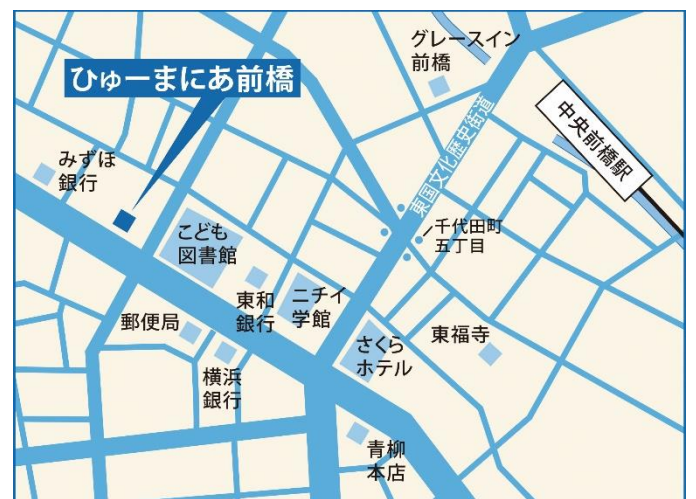 グレースイン
前橋
ひゅーまにあ前橋
中央前橋駅
東国文化歴史街道
みずほ
銀行
千代田町
五丁目
こども
図書館
東和
銀行
ニチイ
学館
郵便局
横浜
銀行
さくら
ホテル
東福寺
青柳
本店